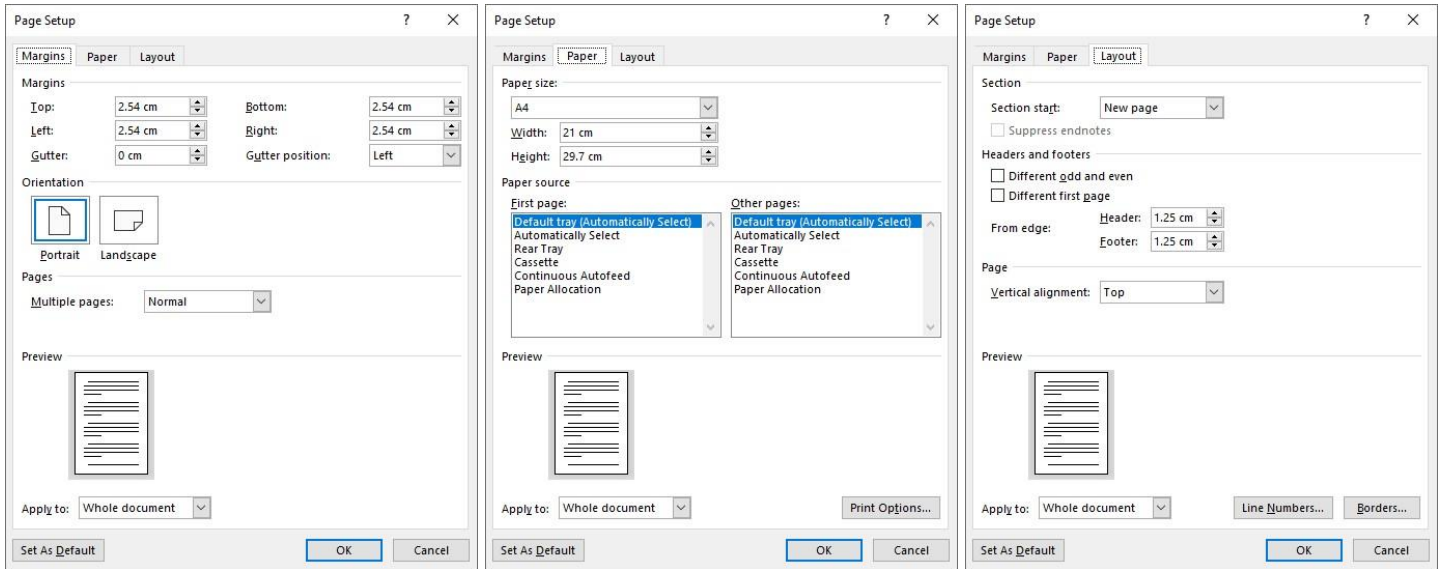 Page Setup ? ×
Margins Paper Layout
Margins
Top: 2.54 cm Bottom: 2.54 cm
Left: 2.54 cm Right: 2.54 cm
Gutter: 0 cm Gutter position: Left
Orientation
Portrait Landscape
Pages
Multiple pages: Normal
Preview
Apply to: Whole document
Set As Default OK Cancel
Page Setup ? ×
Margins Paper Layout
Paper size:
A4
Width: 21 cm
Height: 29.7 cm
Paper source
First page: Other pages:
Default tray (Automatically Select) Default tray (Automatically Select)
Automatically Select Automatically Select
Rear Tray Rear Tray
Cassette Cassette
Continuous Autofeed Continuous Autofeed
Paper Allocation Paper Allocation
Preview
Apply to: Whole document Print Options...
Set As Default OK Cancel
Page Setup ? ×
Margins Paper Layout
Section
Section start: New page
Suppress endnotes
Headers and footers
Different odd and even
Different first page
From edge: Header: 1.25 cm
Footer: 1.25 cm
Page
Vertical alignment: Top
Preview
Apply to: Whole document Line Numbers... Borders...
Set As Default OK Cancel